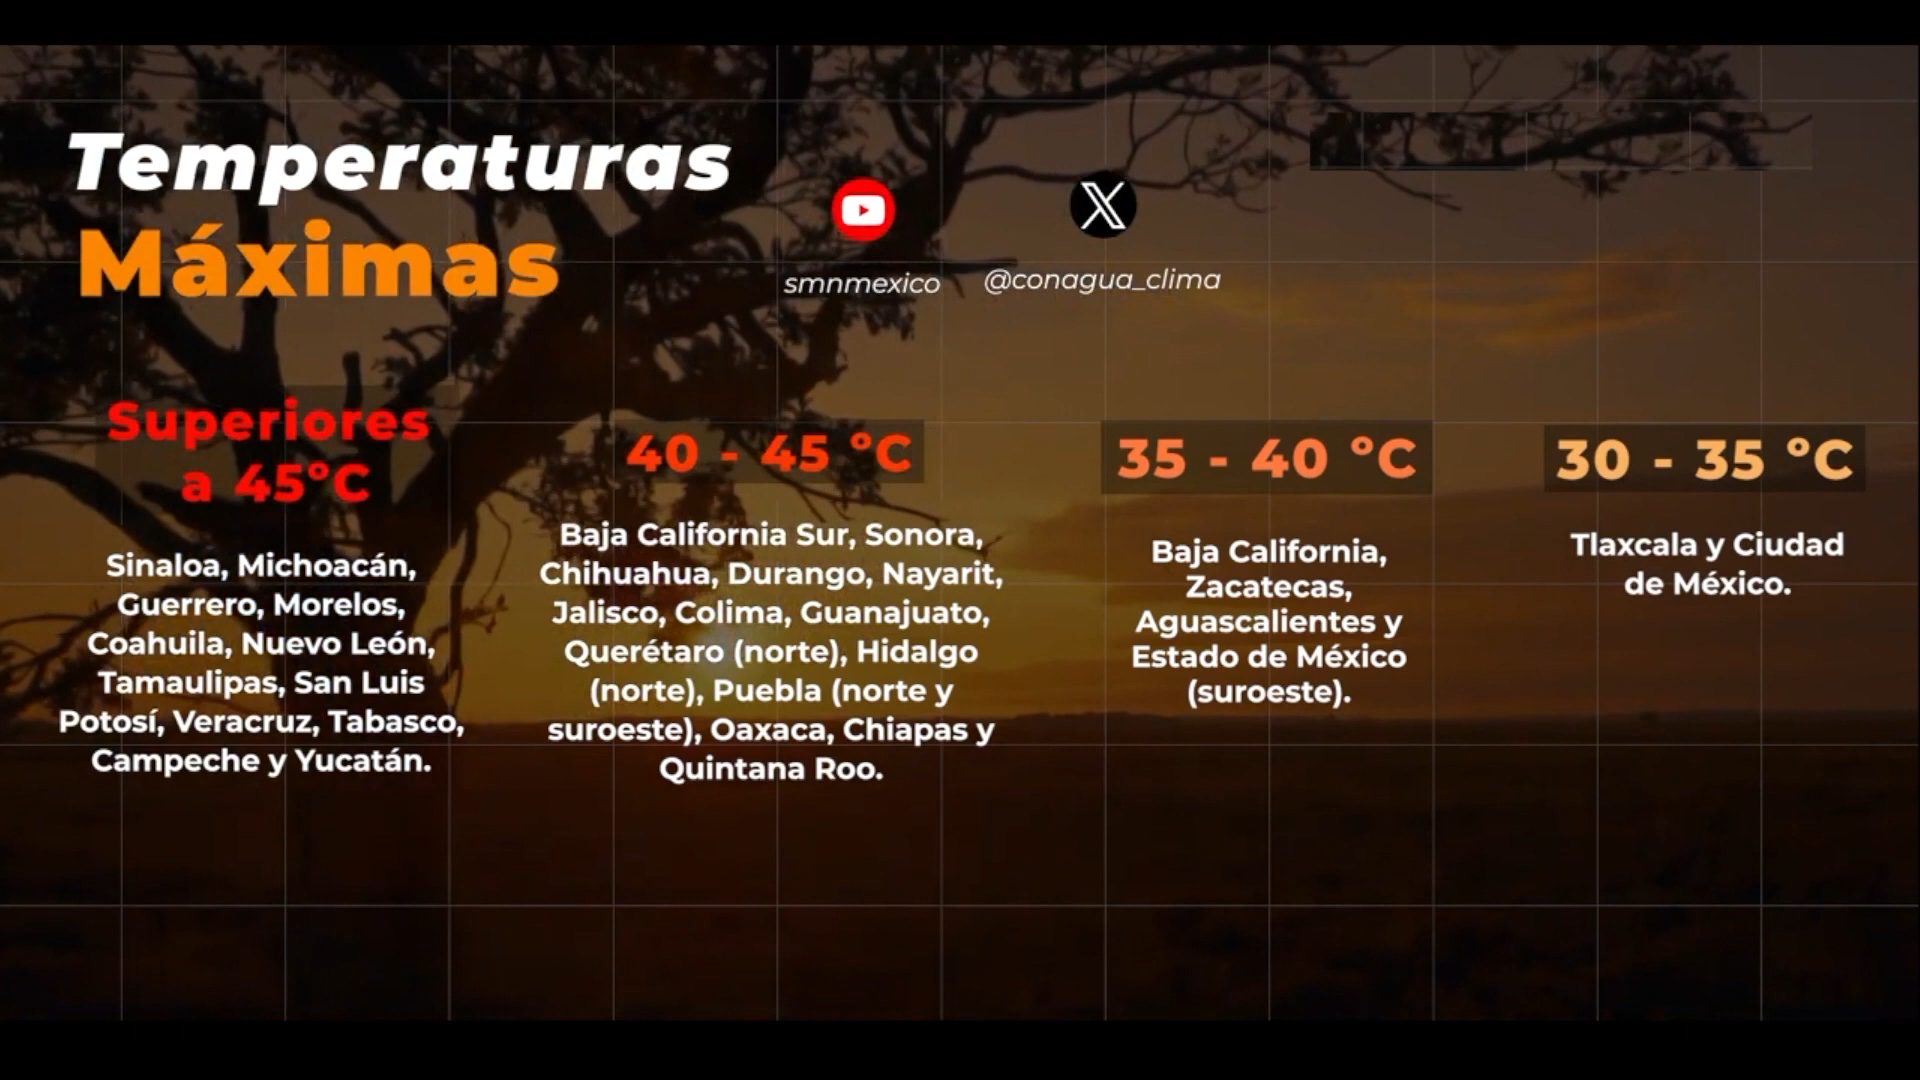 Temperaturas
Máximas
smnmexico
@conagua_clima
Superiores
a 45°C
Sinaloa, Michoacán,
Guerrero, Morelos,
Coahuila, Nuevo León,
Tamaulipas, San Luis
Potosí, Veracruz, Tabasco,
Campeche y Yucatán.
40 - 45 °C
Baja California Sur, Sonora,
Chihuahua, Durango, Nayarit,
Jalisco, Colima, Guanajuato,
Querétaro (norte), Hidalgo
(norte), Puebla (norte y
suroeste), Oaxaca, Chiapas y
Quintana Roo.
35 - 40 °C
Baja California,
Zacatecas,
Aguascalientes y
Estado de México
(suroeste).
30 - 35 °C
Tlaxcala y Ciudad
de México.